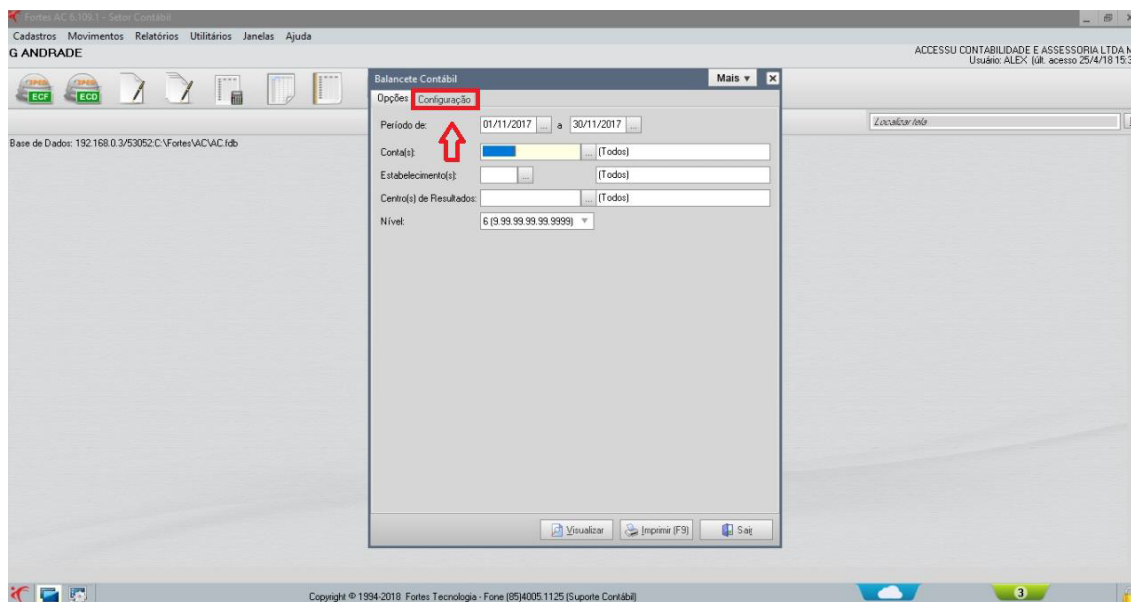 Fortes AC 6.109.1 - Setor Contábil
Cadastros Movimentos Relatórios Utilitários Janelas Ajuda
G ANDRADE
ACCESSU CONTABILIDADE E ASSESSORIA LTDA
Usuário: ALEX (últ. acesso 25/4/18 15:3
ECF
ECD
Balancete Contábil
Mais
Opções Configuração
Período de: 01/11/2017 ... a 30/11/2017 ...
Localizar tela
Base de Dados: 192.168.0.3/53052:C:\Fortes\AC\AC.fdb
Conta(s): ... (Todos)
Estabelecimento(s): ... (Todos)
Centro(s) de Resultados: ... (Todos)
Nível: 6 (9.99.99.99.99.9999)
Visualizar Imprimir (F9) Sair
Copyright © 1994-2018 Fortes Tecnologia - Fone (85)4005.1125 (Suporte Contábil)
3